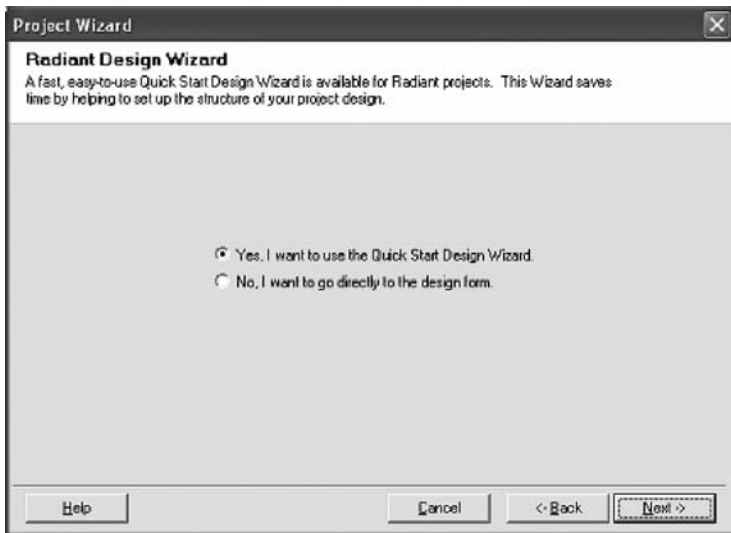 Project Wizard
Radiant Design Wizard
A fast, easy-to-use Quick Start Design Wizard is available for Radiant projects. This Wizard saves
time by helping to set up the structure of your project design.
Yes, I want to use the Quick Start Design Wizard.
No, I want to go directly to the design form.
Help
Cancel
<- Back
Next ->